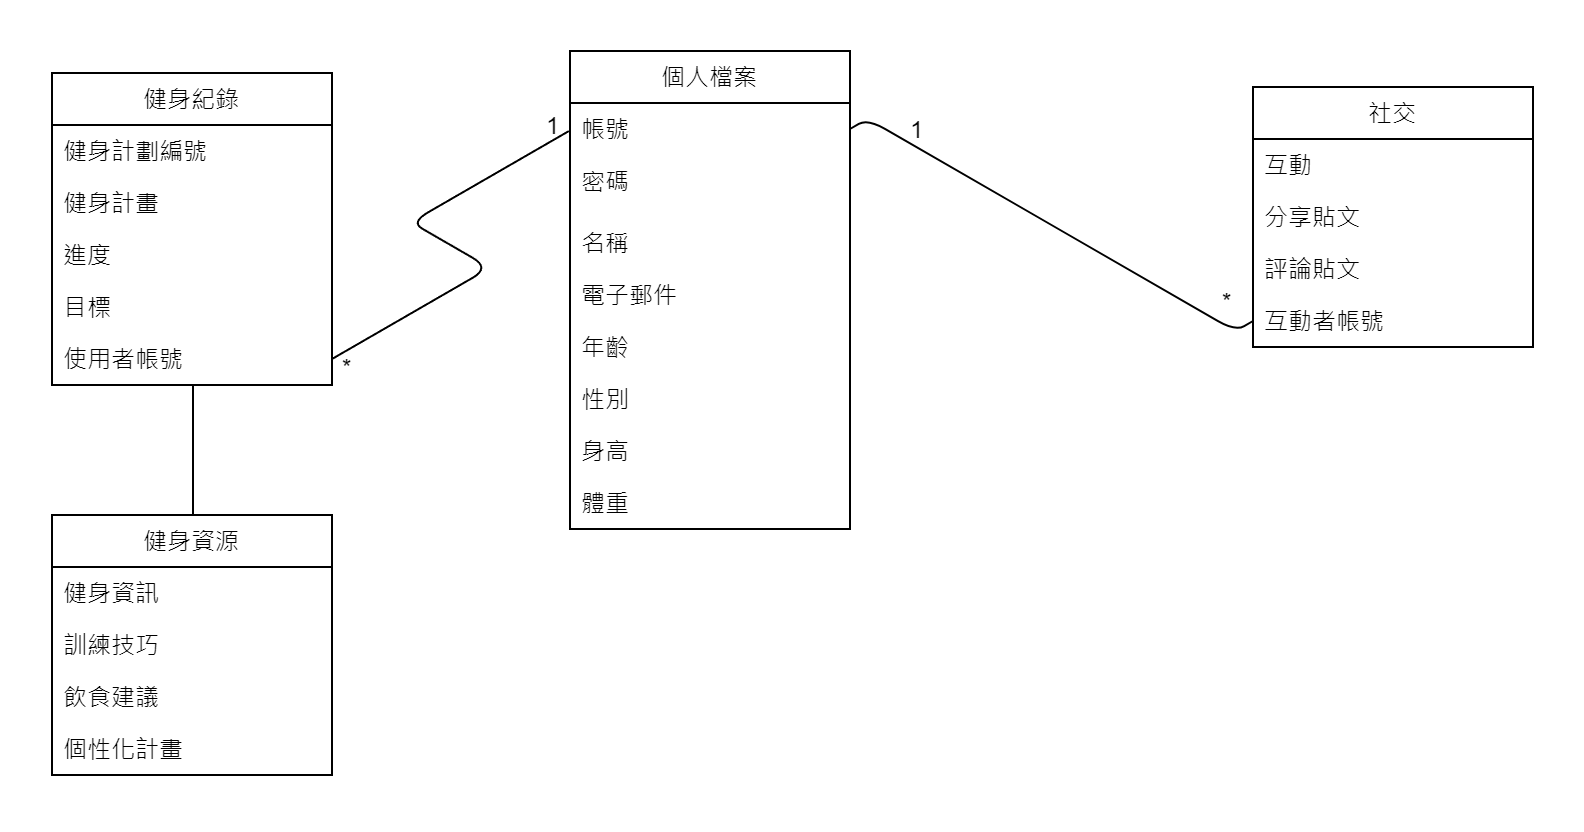 健身紀錄
健身計劃編號
健身計畫
進度
目標
使用者帳號
*
1
個人檔案
帳號
密碼
名稱
電子郵件
年齡
性別
身高
體重
1
*
社交
互動
分享貼文
評論貼文
互動者帳號
健身資源
健身資訊
訓練技巧
飲食建議
個性化計畫